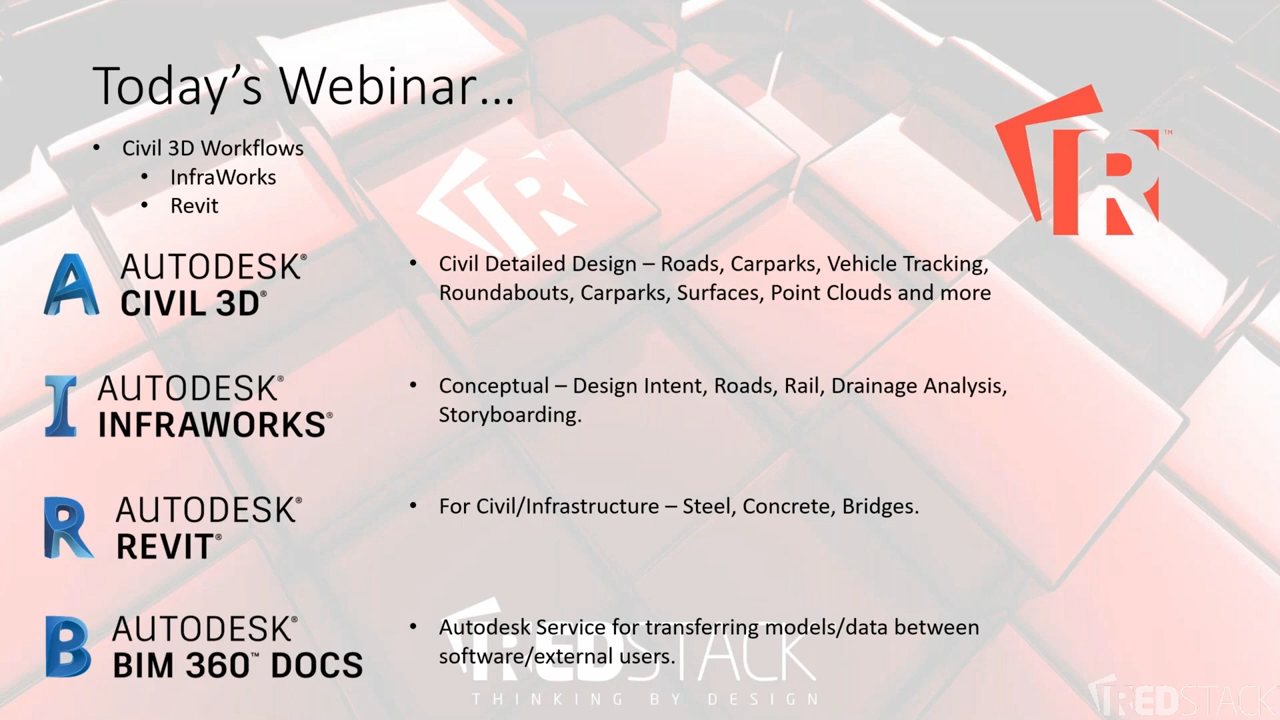 Today's Webinar...
• Civil 3D Workflows
• InfraWorks
• Revit
R™
AUTODESK®
CIVIL 3D®
• Civil Detailed Design – Roads, Carparks, Vehicle Tracking,
Roundabouts, Carparks, Surfaces, Point Clouds and more
AUTODESK®
INFRAWORKS®
• Conceptual – Design Intent, Roads, Rail, Drainage Analysis,
Storyboarding.
AUTODESK®
REVIT®
• For Civil/Infrastructure – Steel, Concrete, Bridges.
AUTODESK®
BIM 360™ DOCS
• Autodesk Service for transferring models/data between
software/external users.
REDSTACK
THINKING BY DESIGN
REDSTACK